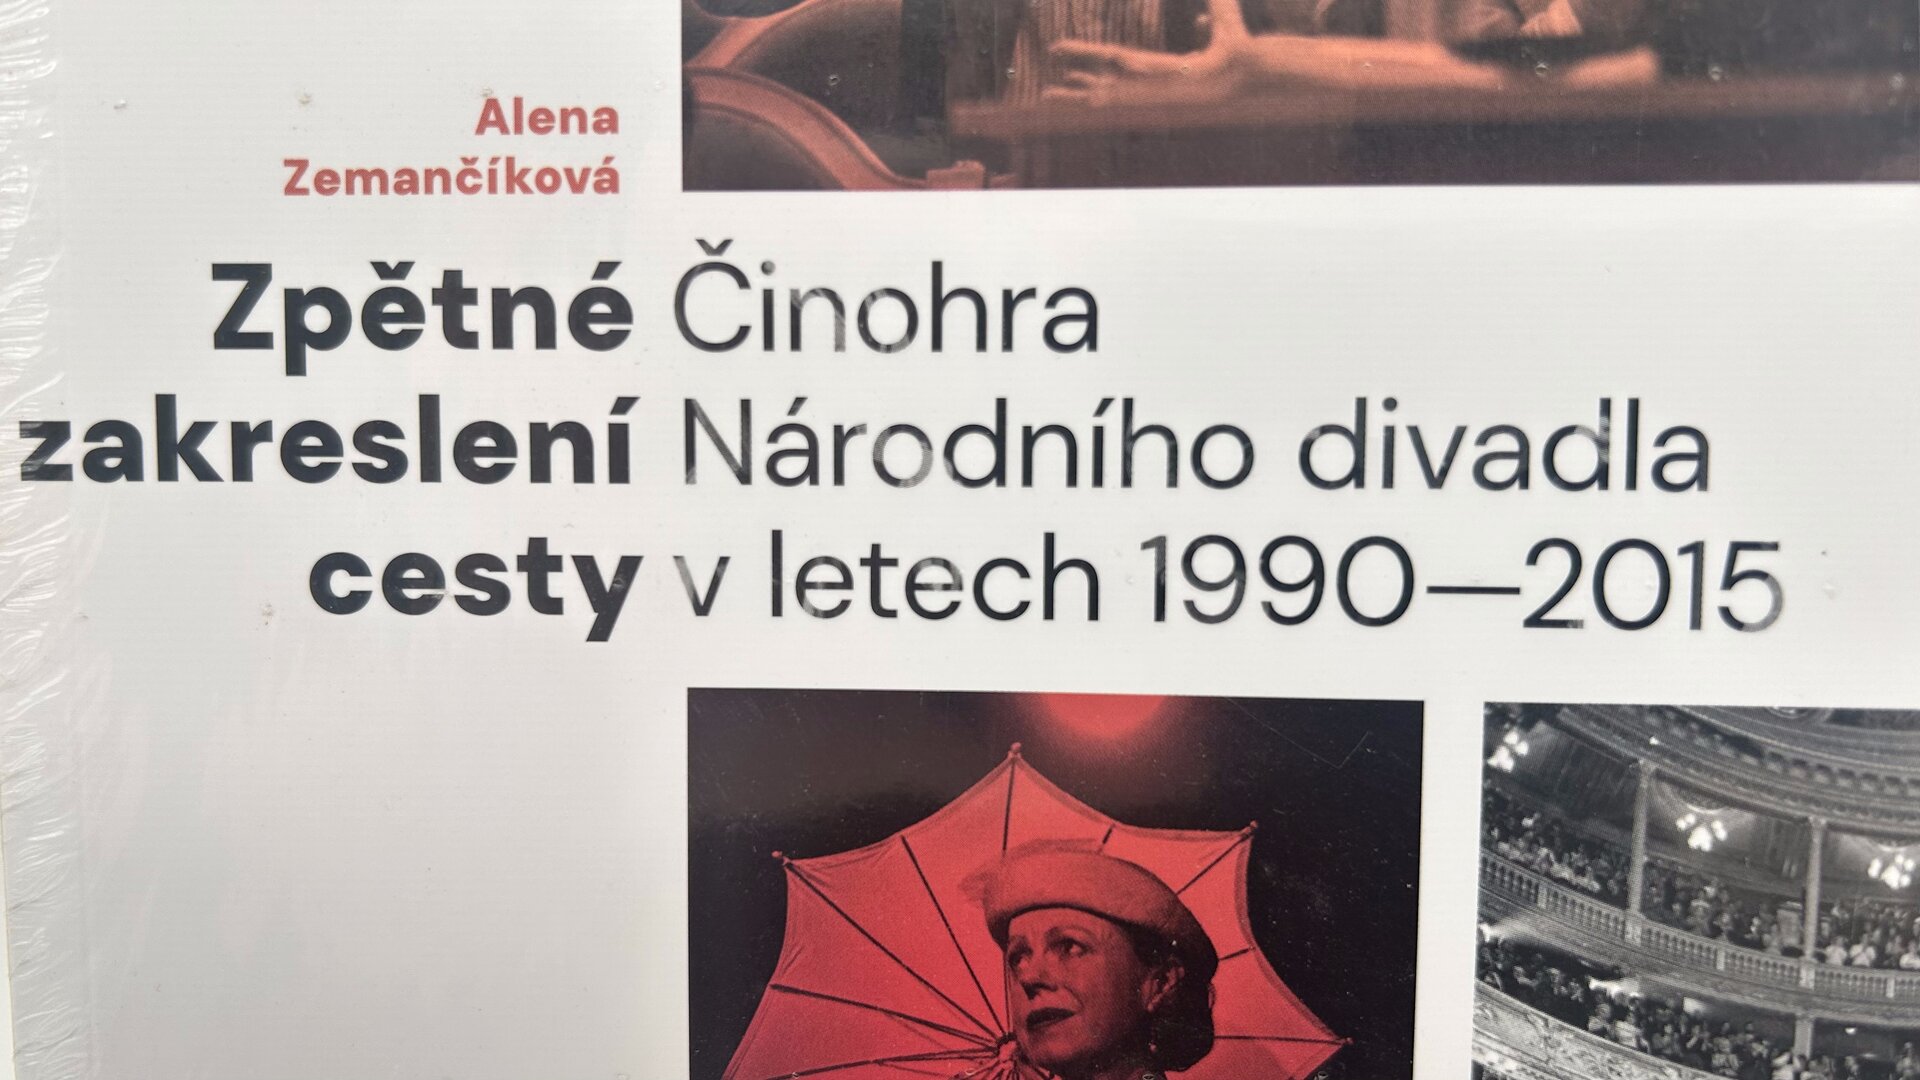 Alena
Zemančíková
Zpětné
zakreslení
cesty
Činohra
Národního divadla
v letech 1990—2015